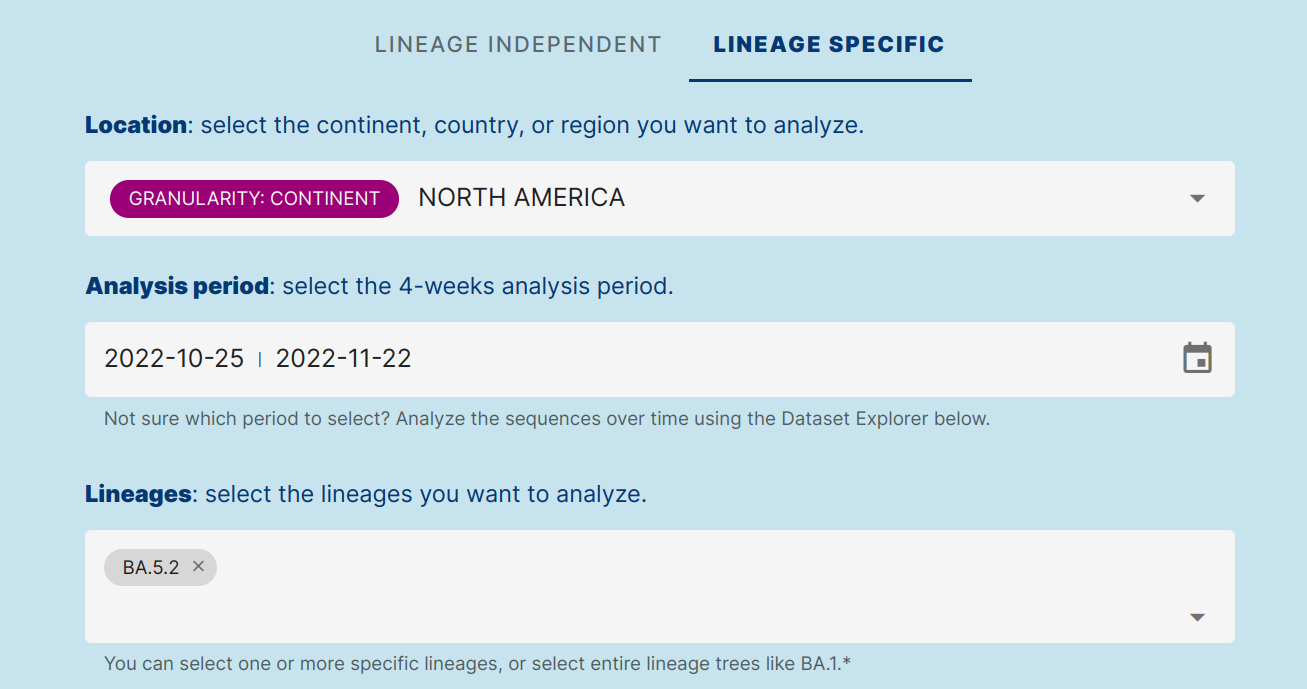 LINEAGE INDEPENDENT LINEAGE SPECIFIC
Location: select the continent, country, or region you want to analyze.
GRANULARITY: CONTINENT NORTH AMERICA
Analysis period: select the 4-weeks analysis period.
2022-10-25 | 2022-11-22
Not sure which period to select? Analyze the sequences over time using the Dataset Explorer below.
Lineages: select the lineages you want to analyze.
BA.5.2 ×
You can select one or more specific lineages, or select entire lineage trees like BA.1.*